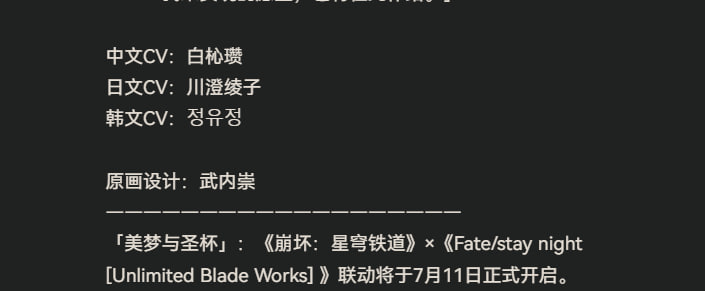 中文CV：白杺瓒
日文CV：川澄绫子
韩文CV：정유정
原画设计：武内崇
————————————————————
「美梦与圣杯」：《崩坏：星穹铁道》×《Fate/stay night
[Unlimited Blade Works] 》联动将于7月11日正式开启。